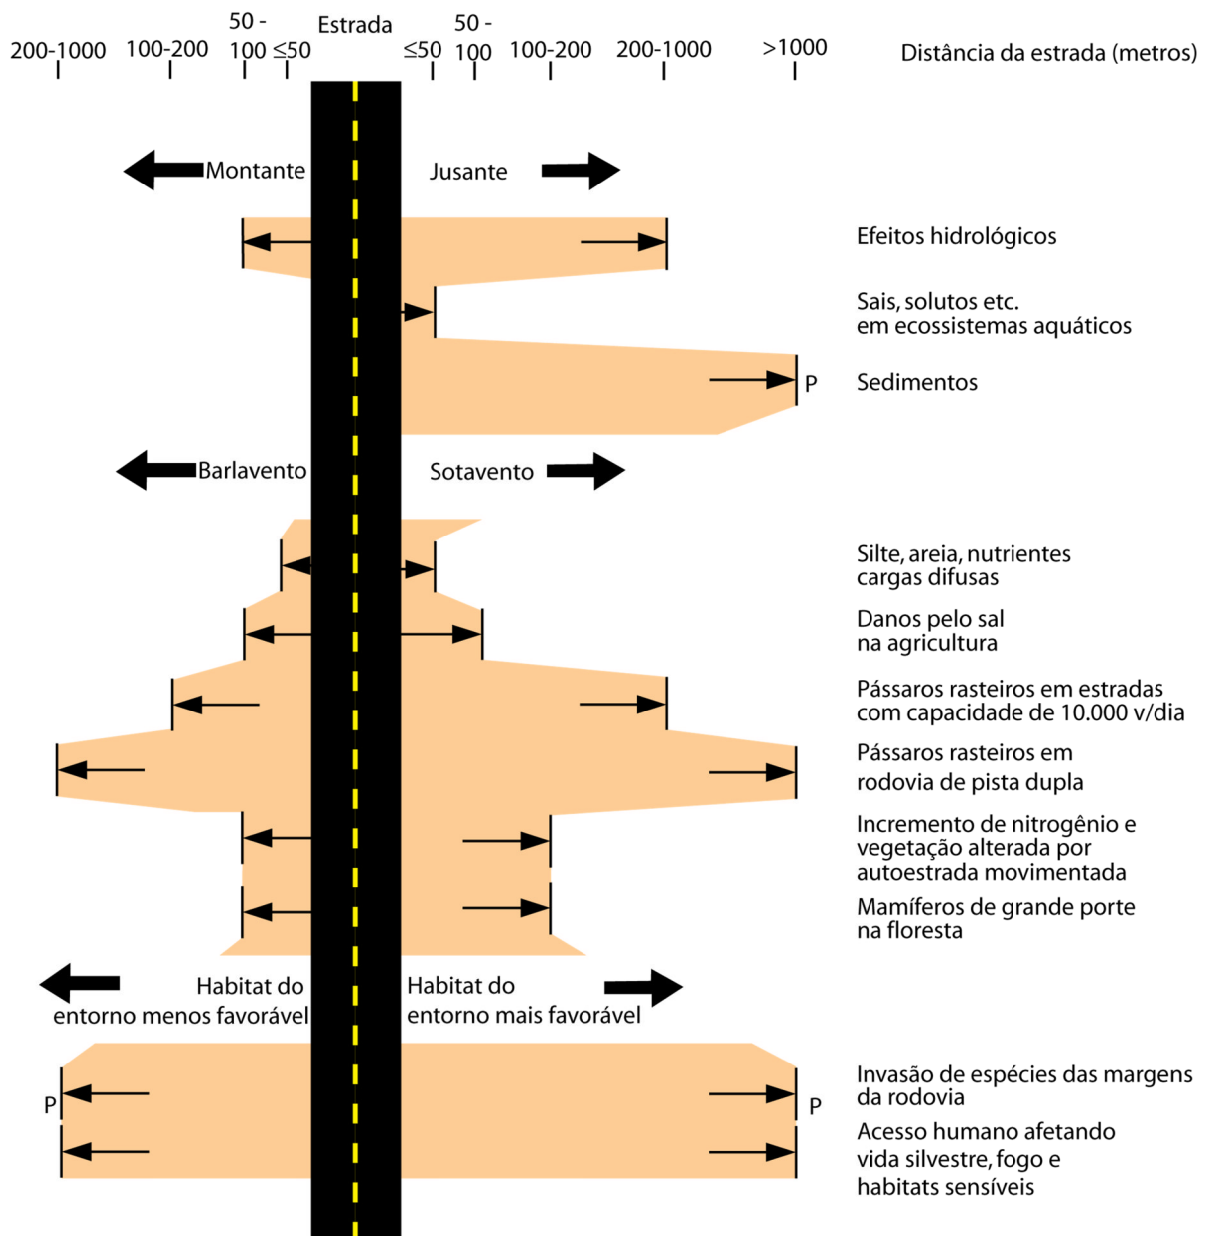 200-1000
100-200
50 -
100
≤50
Estrada
≤50
50 -
100
100-200
200-1000
>1000
Distância da estrada (metros)
Montante
Jusante
Efeitos hidrológicos
Sais, solutos etc.
em ecossistemas aquáticos
P
Sedimentos
Barlavento
Sotavento
Silte, areia, nutrientes
cargas difusas
Danos pelo sal
na agricultura
Pássaros rasteiros em estradas
com capacidade de 10.000 v/dia
Pássaros rasteiros em
rodovia de pista dupla
Incremento de nitrogênio e
vegetação alterada por
autoestrada movimentada
Mamíferos de grande porte
na floresta
Habitat do
entorno menos favorável
Habitat do
entorno mais favorável
P
P
Invasão de espécies das margens
da rodovia
Acesso humano afetando
vida silvestre, fogo e
habitats sensíveis